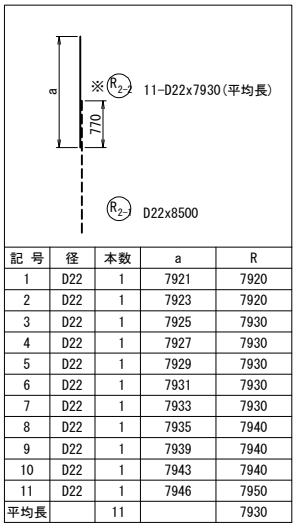 a
※ R2-2 11-D22x7930(平均長)
770
R2-1 D22x8500
記 号 径 本数 a R
1 D22 1 7921 7920
2 D22 1 7923 7920
3 D22 1 7925 7930
4 D22 1 7927 7930
5 D22 1 7929 7930
6 D22 1 7931 7930
7 D22 1 7933 7930
8 D22 1 7935 7940
9 D22 1 7939 7940
10 D22 1 7943 7940
11 D22 1 7946 7950
平均長 11 7930